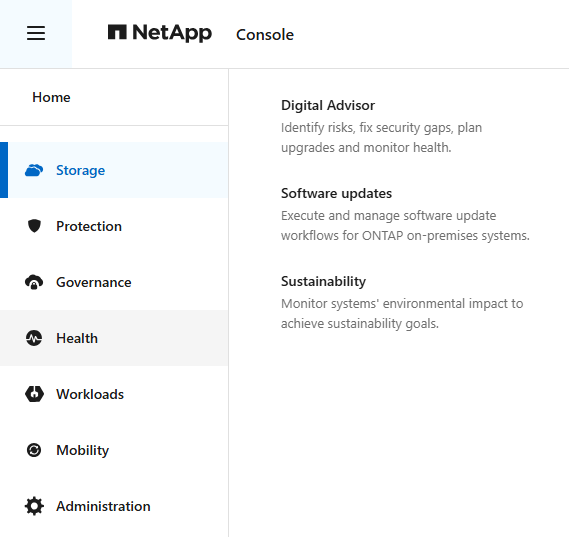 NetApp Console
Home
Storage
Protection
Governance
Health
Workloads
Mobility
Administration
Digital Advisor
Identify risks, fix security gaps, plan
upgrades and monitor health.
Software updates
Execute and manage software update
workflows for ONTAP on-premises systems.
Sustainability
Monitor systems' environmental impact to
achieve sustainability goals.